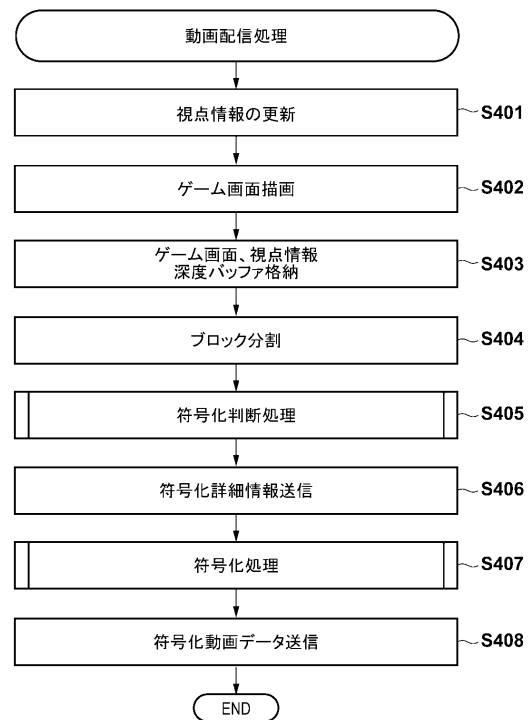 動画配信処理
視点情報の更新
S401
ゲーム画面描画
S402
ゲーム画面、視点情報
深度バッファ格納
S403
ブロック分割
S404
符号化判断処理
S405
符号化詳細情報送信
S406
符号化処理
S407
符号化動画データ送信
S408
END